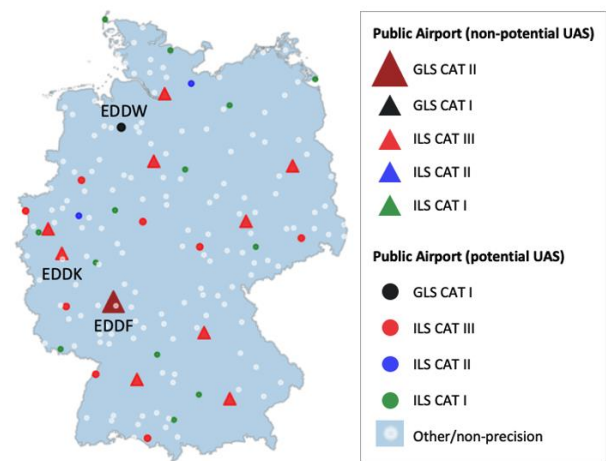 EDDW
EDDK
EDDF
Public Airport (non-potential UAS)
GLS CAT II
GLS CAT I
ILS CAT III
ILS CAT II
ILS CAT I
Public Airport (potential UAS)
GLS CAT I
ILS CAT III
ILS CAT II
ILS CAT I
Other/non-precision